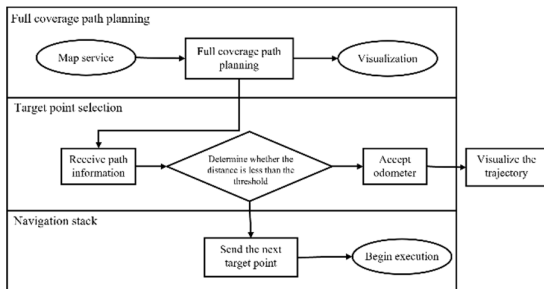 Full coverage path planning
Map service
Full coverage path
planning
Visualization
Target point selection
Receive path
information
Determine whether the
distance is less than the
threshold
Accept
odometer
Visualize the
trajectory
Navigation stack
Send the next
target point
Begin execution